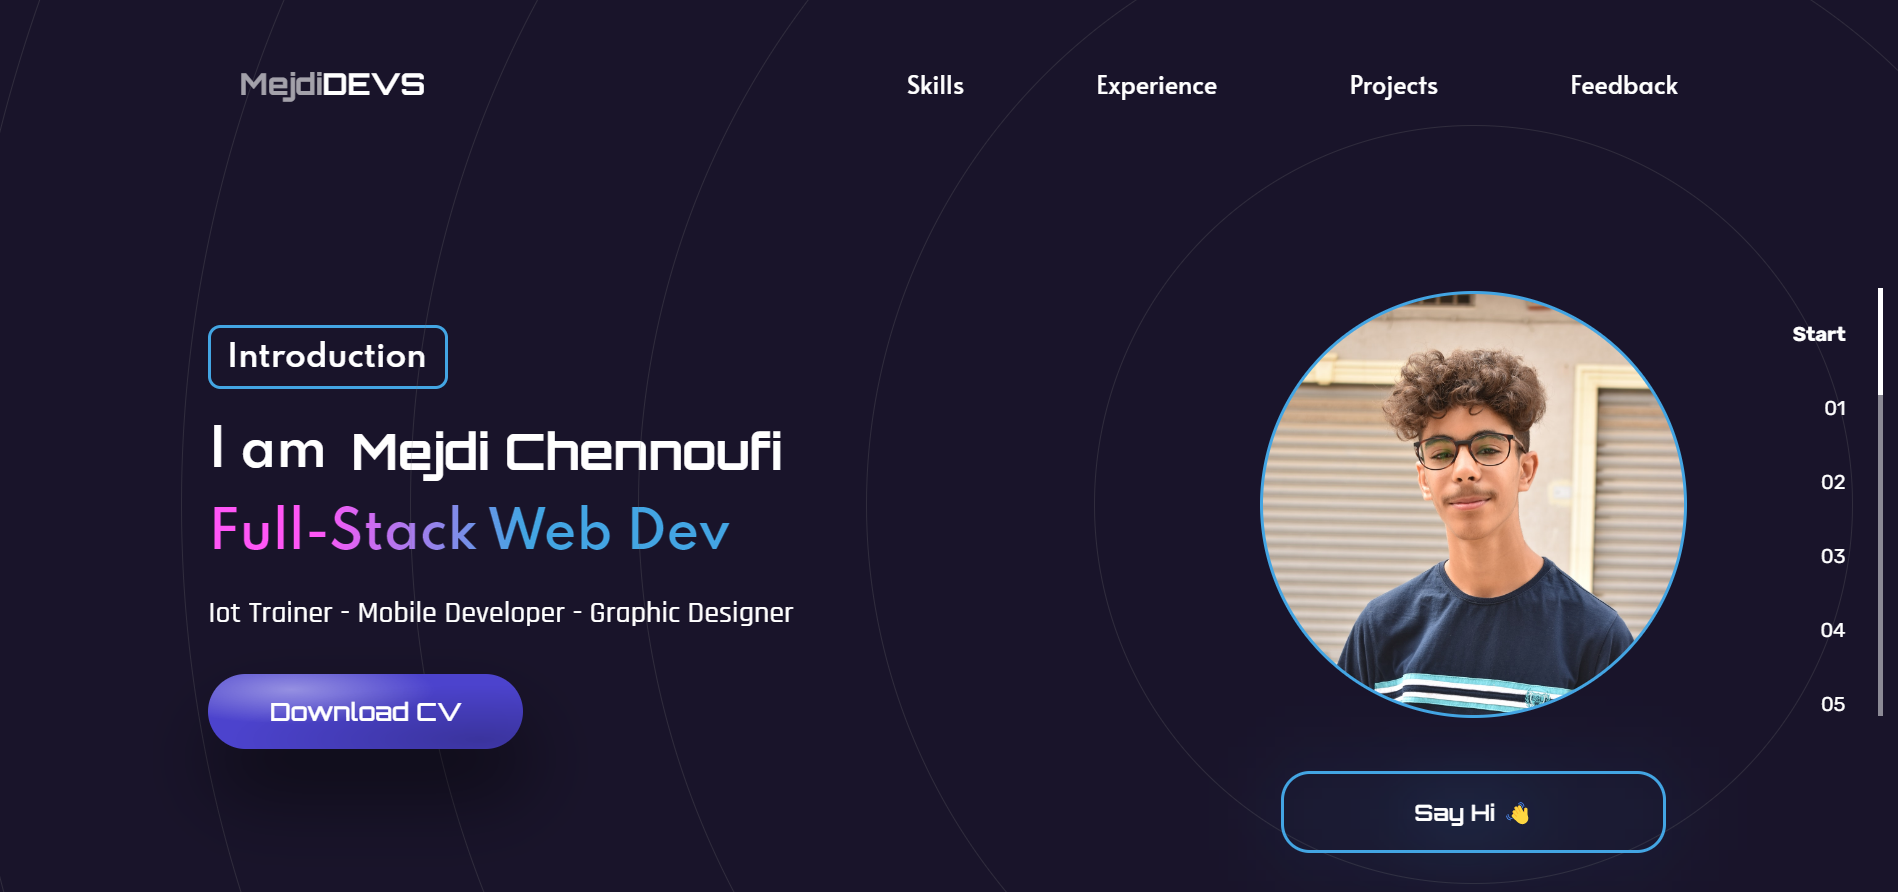 MejdiDEVS
Skills
Experience
Projects
Feedback
Introduction
I am Mejdi Chennoufi
Full-Stack Web Dev
Iot Trainer - Mobile Developer - Graphic Designer
Download CV
Say Hi 👋
Start
01
02
03
04
05